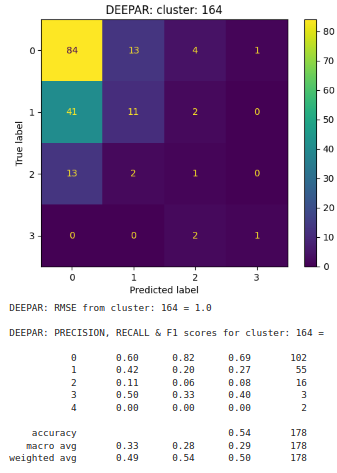 DEEPAR: cluster: 164
0 84 13 4 1
1 41 11 2 0
2 13 2 1 0
3 0 0 2 1
0 1 2 3
True label
Predicted label
80
70
60
50
40
30
20
10
0
DEEPAR: RMSE from cluster: 164 = 1.0
DEEPAR: PRECISION, RECALL & F1 scores for cluster: 164 =
0 0.60 0.82 0.69 102
1 0.42 0.20 0.27 55
2 0.11 0.06 0.08 16
3 0.50 0.33 0.40 3
4 0.00 0.00 0.00 2
accuracy 0.54 178
macro avg 0.33 0.28 0.29 178
weighted avg 0.49 0.54 0.50 178